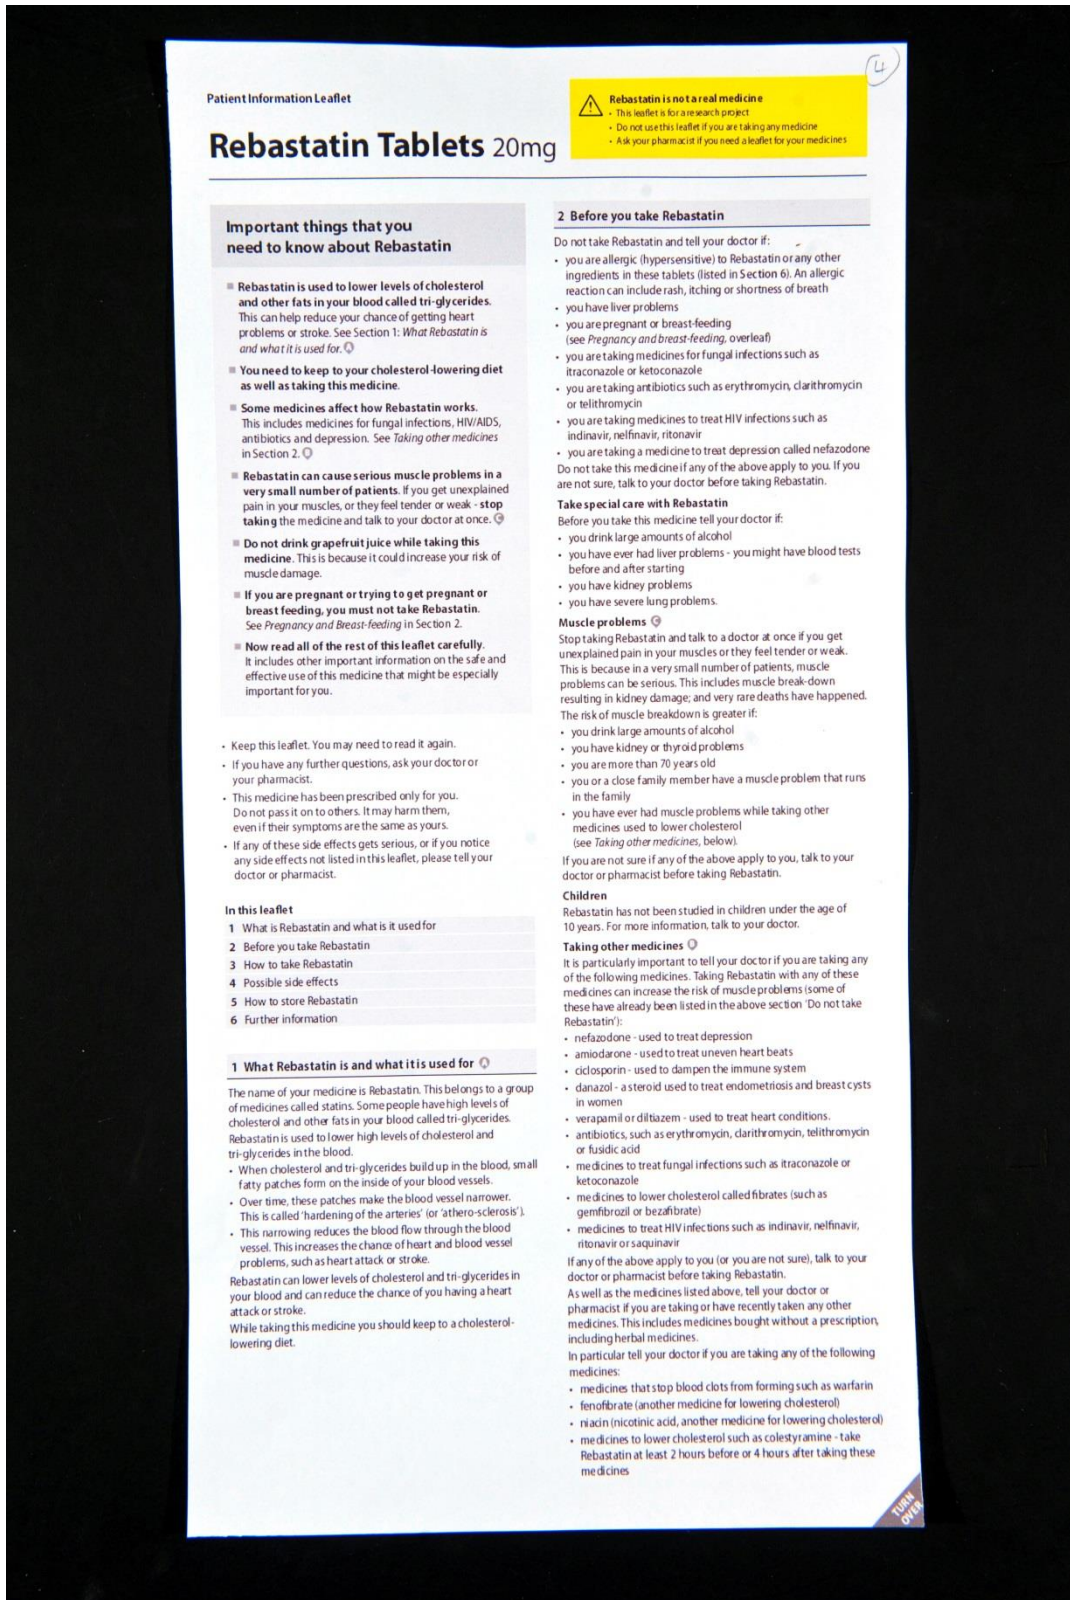 4
Patient Information Leaflet
Rebastatin Tablets 20mg
Rebastatin is not a real medicine
• This leaflet is for a research project
• Do not use this leaflet if you are taking any medicine
• Ask your pharmacist if you need a leaflet for your medicines
Important things that you
need to know about Rebastatin
Rebastatin is used to lower levels of cholesterol
and other fats in your blood called tri-glycerides.
This can help reduce your chance of getting heart
problems or stroke. See Section 1: What Rebastatin is
and what it is used for. A
You need to keep to your cholesterol-lowering diet
as well as taking this medicine.
Some medicines affect how Rebastatin works.
This includes medicines for fungal infections, HIV/AIDS,
antibiotics and depression. See Taking other medicines
in Section 2.
Rebastatin can cause serious muscle problems in a
very small number of patients. If you get unexplained
pain in your muscles, or they feel tender or weak - stop
taking the medicine and talk to your doctor at once. C
Do not drink grapefruit juice while taking this
medicine. This is because it could increase your risk of
muscle damage.
If you are pregnant or trying to get pregnant or
breast feeding, you must not take Rebastatin.
See Pregnancy and Breast-feeding in Section 2.
Now read all of the rest of this leaflet carefully.
It includes other important information on the safe and
effective use of this medicine that might be especially
important for you.
• Keep this leaflet. You may need to read it again.
• If you have any further questions, ask your doctor or
your pharmacist.
• This medicine has been prescribed only for you.
Do not pass it on to others. It may harm them,
even if their symptoms are the same as yours.
• If any of these side effects gets serious, or if you notice
any side effects not listed in this leaflet, please tell your
doctor or pharmacist.
In this leaflet
1 What is Rebastatin and what is it used for
2 Before you take Rebastatin
3 How to take Rebastatin
4 Possible side effects
5 How to store Rebastatin
6 Further information
1 What Rebastatin is and what it is used for A
The name of your medicine is Rebastatin. This belongs to a group
of medicines called statins. Some people have high levels of
cholesterol and other fats in your blood called tri-glycerides.
Rebastatin is used to lower high levels of cholesterol and
tri-glycerides in the blood.
• When cholesterol and tri-glycerides build up in the blood, small
fatty patches form on the inside of your blood vessels.
• Over time, these patches make the blood vessel narrower.
This is called 'hardening of the arteries' (or 'athero-sclerosis').
• This narrowing reduces the blood flow through the blood
vessel. This increases the chance of heart and blood vessel
problems, such as heart attack or stroke.
Rebastatin can lower levels of cholesterol and tri-glycerides in
your blood and can reduce the chance of you having a heart
attack or stroke.
While taking this medicine you should keep to a cholesterol-
lowering diet.
2 Before you take Rebastatin
Do not take Rebastatin and tell your doctor if:
• you are allergic (hypersensitive) to Rebastatin or any other
ingredients in these tablets (listed in Section 6). An allergic
reaction can include rash, itching or shortness of breath
• you have liver problems
• you are pregnant or breast-feeding
(see Pregnancy and breast-feeding, overleaf)
• you are taking medicines for fungal infections such as
itraconazole or ketoconazole
• you are taking antibiotics such as erythromycin, clarithromycin
or telithromycin
• you are taking medicines to treat HIV infections such as
indinavir, nelfinavir, ritonavir
• you are taking a medicine to treat depression called nefazodone
Do not take this medicine if any of the above apply to you. If you
are not sure, talk to your doctor before taking Rebastatin.
Take special care with Rebastatin
Before you take this medicine tell your doctor if:
• you drink large amounts of alcohol
• you have ever had liver problems - you might have blood tests
before and after starting
• you have kidney problems
• you have severe lung problems.
Muscle problems C
Stop taking Rebastatin and talk to a doctor at once if you get
unexplained pain in your muscles or they feel tender or weak.
This is because in a very small number of patients, muscle
problems can be serious. This includes muscle break-down
resulting in kidney damage; and very rare deaths have happened.
The risk of muscle breakdown is greater if:
• you drink large amounts of alcohol
• you have kidney or thyroid problems
• you are more than 70 years old
• you or a close family member have a muscle problem that runs
in the family
• you have ever had muscle problems while taking other
medicines used to lower cholesterol
(see Taking other medicines, below).
If you are not sure if any of the above apply to you, talk to your
doctor or pharmacist before taking Rebastatin.
Children
Rebastatin has not been studied in children under the age of
10 years. For more information, talk to your doctor.
Taking other medicines
It is particularly important to tell your doctor if you are taking any
of the following medicines. Taking Rebastatin with any of these
medicines can increase the risk of muscle problems (some of
these have already been listed in the above section 'Do not take
Rebastatin'):
• nefazodone - used to treat depression
• amiodarone - used to treat uneven heart beats
• ciclosporin - used to dampen the immune system
• danazol - a steroid used to treat endometriosis and breast cysts
in women
• verapamil or diltiazem - used to treat heart conditions.
• antibiotics, such as erythromycin, clarithromycin, telithromycin
or fusidic acid
• medicines to treat fungal infections such as itraconazole or
ketoconazole
• medicines to lower cholesterol called fibrates (such as
gemfibrozil or bezafibrate)
• medicines to treat HIV infections such as indinavir, nelfinavir,
ritonavir or saquinavir
If any of the above apply to you (or you are not sure), talk to your
doctor or pharmacist before taking Rebastatin.
As well as the medicines listed above, tell your doctor or
pharmacist if you are taking or have recently taken any other
medicines. This includes medicines bought without a prescription,
including herbal medicines.
In particular tell your doctor if you are taking any of the following
medicines:
• medicines that stop blood clots from forming such as warfarin
• fenofibrate (another medicine for lowering cholesterol)
• niacin (nicotinic acid, another medicine for lowering cholesterol)
• medicines to lower cholesterol such as colestyramine - take
Rebastatin at least 2 hours before or 4 hours after taking these
medicines
TURN
OVER